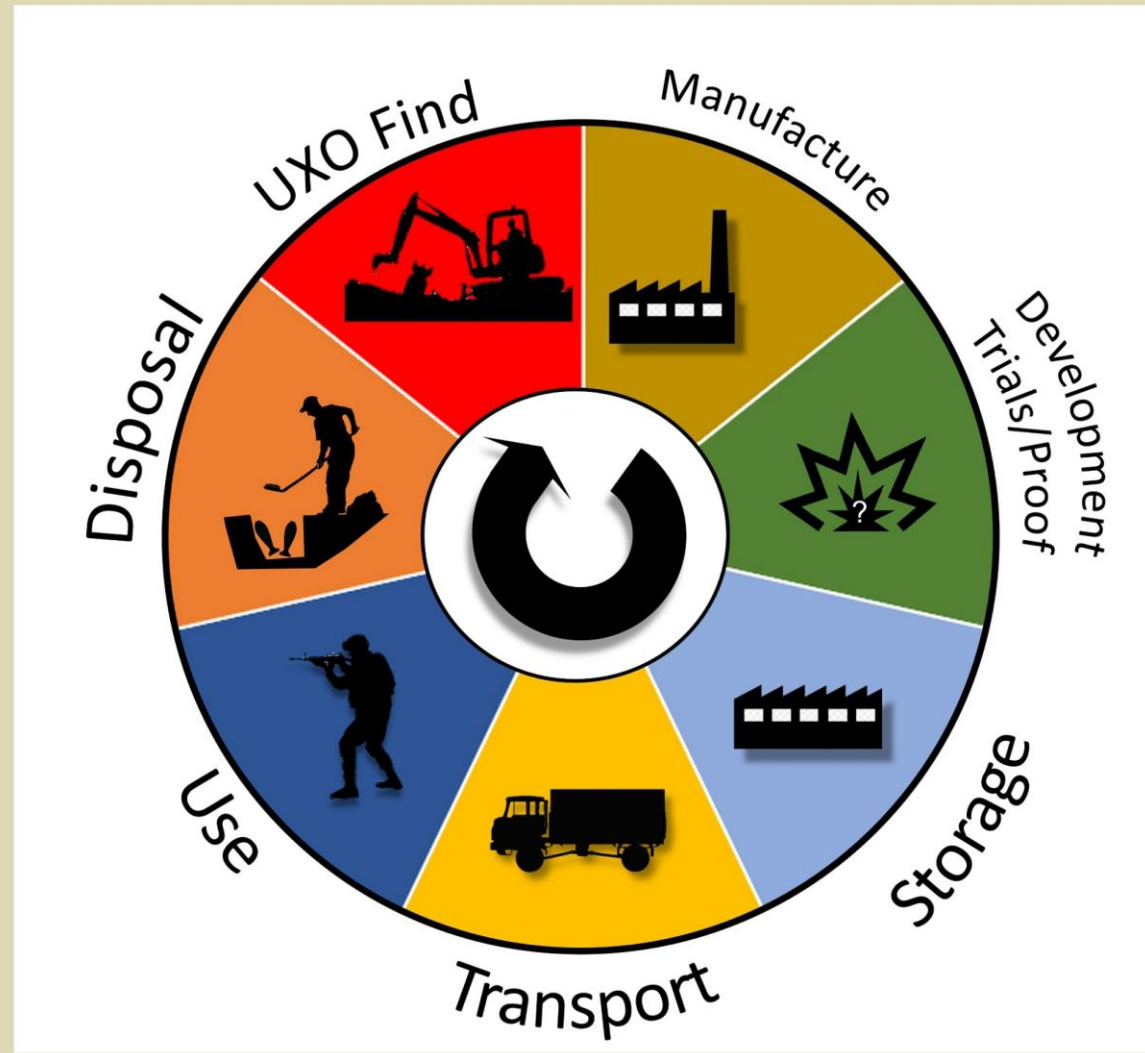 UXO Find
Manufacture
Development
Trials/Proof
?
Storage
Transport
Use
Disposal